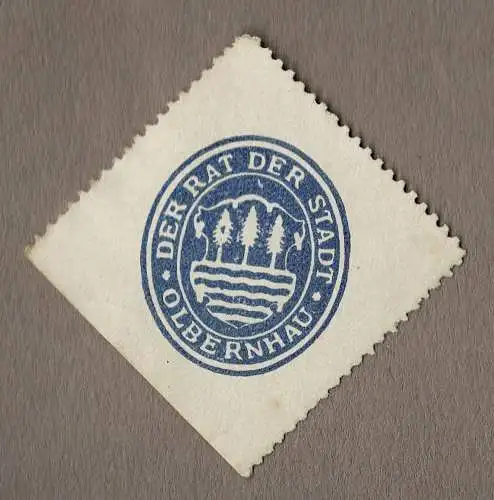 DER RAT DER STADT
· OLBERNHAU ·